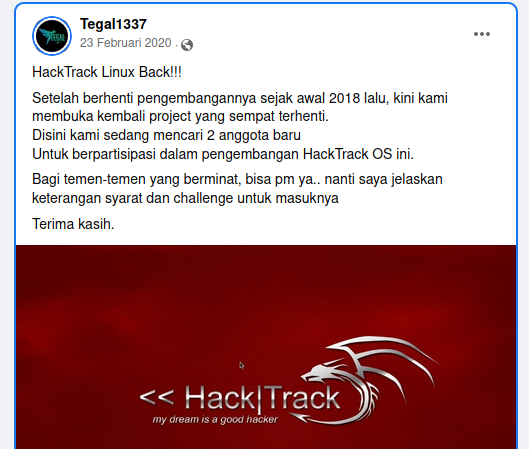 Tegal1337
23 Februari 2020 ·
HackTrack Linux Back!!!
Setelah berhenti pengembangannya sejak awal 2018 lalu, kini kami
membuka kembali project yang sempat terhenti.
Disini kami sedang mencari 2 anggota baru
Untuk berpartisipasi dalam pengembangan HackTrack OS ini.
Bagi temen-temen yang berminat, bisa pm ya.. nanti saya jelaskan
keterangan syarat dan challenge untuk masuknya
Terima kasih.
<< Hack|Track
my dream is a good hacker